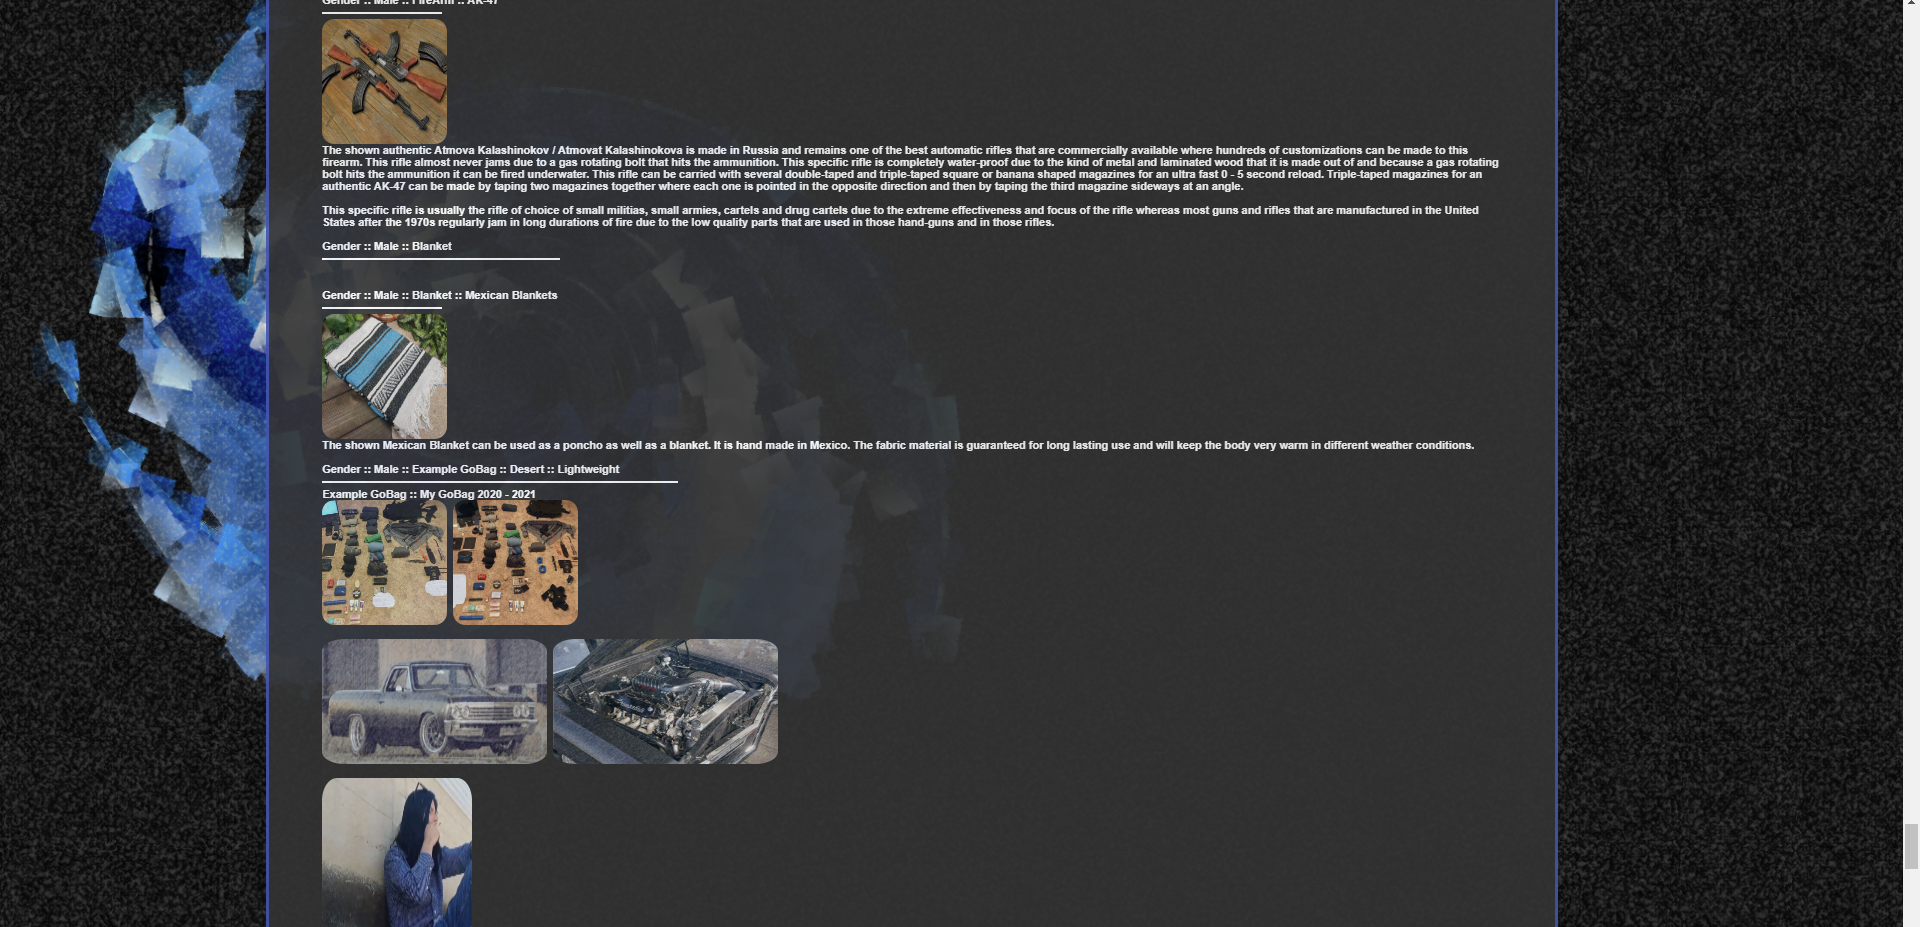 Gender :: Male :: FireArm :: AK-47
The shown authentic Atmova Kalashinokov / Atmovat Kalashinokova is made in Russia and remains one of the best automatic rifles that are commercially available where hundreds of customizations can be made to this
firearm. This rifle almost never jams due to a gas rotating bolt that hits the ammunition. This specific rifle is completely water-proof due to the kind of metal and laminated wood that it is made out of and because a gas rotating
bolt hits the ammunition it can be fired underwater. This rifle can be carried with several double-taped and triple-taped square or banana shaped magazines for an ultra fast 0 - 5 second reload. Triple-taped magazines for an
authentic AK-47 can be made by taping two magazines together where each one is pointed in the opposite direction and then by taping the third magazine sideways at an angle.
This specific rifle is usually the rifle of choice of small militias, small armies, cartels and drug cartels due to the extreme effectiveness and focus of the rifle whereas most guns and rifles that are manufactured in the United
States after the 1970s regularly jam in long durations of fire due to the low quality parts that are used in those hand-guns and in those rifles.
Gender :: Male :: Blanket
Gender :: Male :: Blanket :: Mexican Blankets
The shown Mexican Blanket can be used as a poncho as well as a blanket. It is hand made in Mexico. The fabric material is guaranteed for long lasting use and will keep the body very warm in different weather conditions.
Gender :: Male :: Example GoBag :: Desert :: Lightweight
Example GoBag :: My GoBag 2020 - 2021